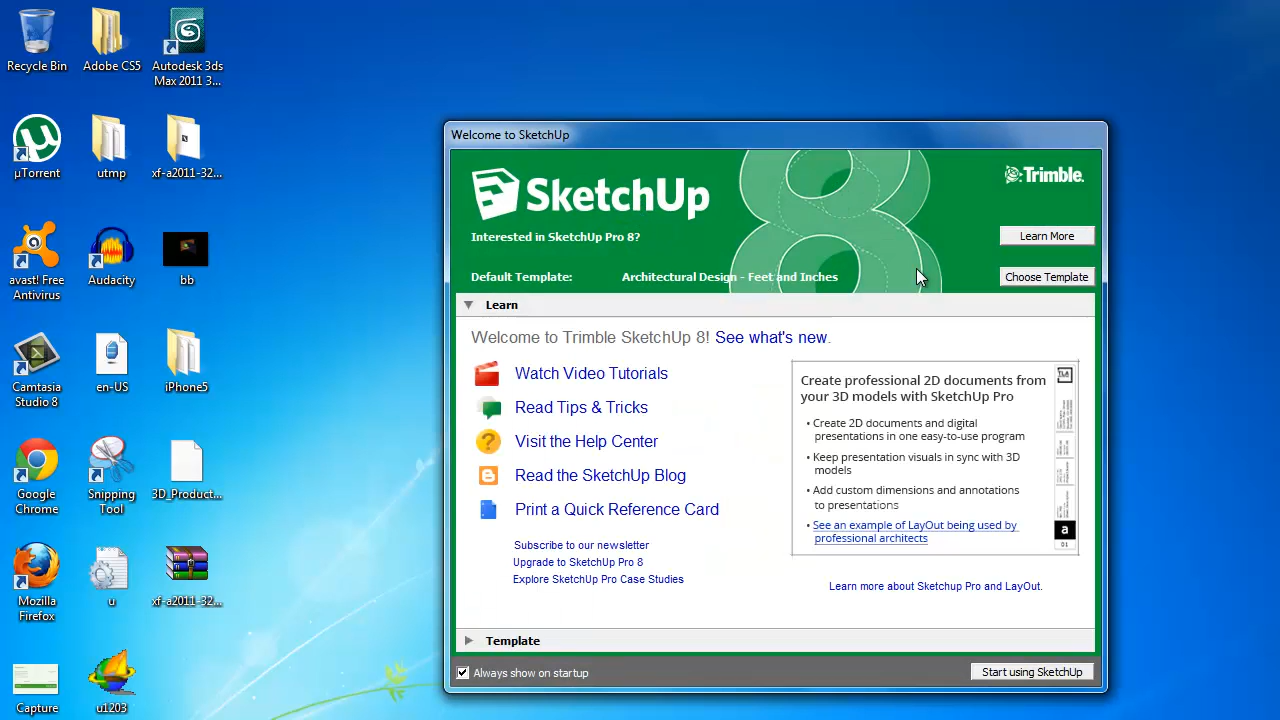 Recycle Bin
Adobe CS5
Autodesk 3ds
Max 2011 3...
µTorrent
utmp
xf-a2011-32...
avast! Free
Antivirus
Audacity
bb
Camtasia
Studio 8
en-US
iPhone5
Google
Chrome
Snipping
Tool
3D_Product...
Mozilla
Firefox
u
xf-a2011-32...
Capture
u1203
Welcome to SketchUp
SketchUp
8
Trimble.
Interested in SketchUp Pro 8?
Learn More
Default Template:
Architectural Design - Feet and Inches
Choose Template
Learn
Welcome to Trimble SketchUp 8! See what's new.
Watch Video Tutorials
Read Tips & Tricks
Visit the Help Center
Read the SketchUp Blog
Print a Quick Reference Card
Subscribe to our newsletter
Upgrade to SketchUp Pro 8
Explore SketchUp Pro Case Studies
Create professional 2D documents from
your 3D models with SketchUp Pro
• Create 2D documents and digital
presentations in one easy-to-use program
• Keep presentation visuals in sync with 3D
models
• Add custom dimensions and annotations
to presentations
• See an example of LayOut being used by
professional architects
TLA
a
01
Learn more about Sketchup Pro and LayOut.
Template
Always show on startup
Start using SketchUp